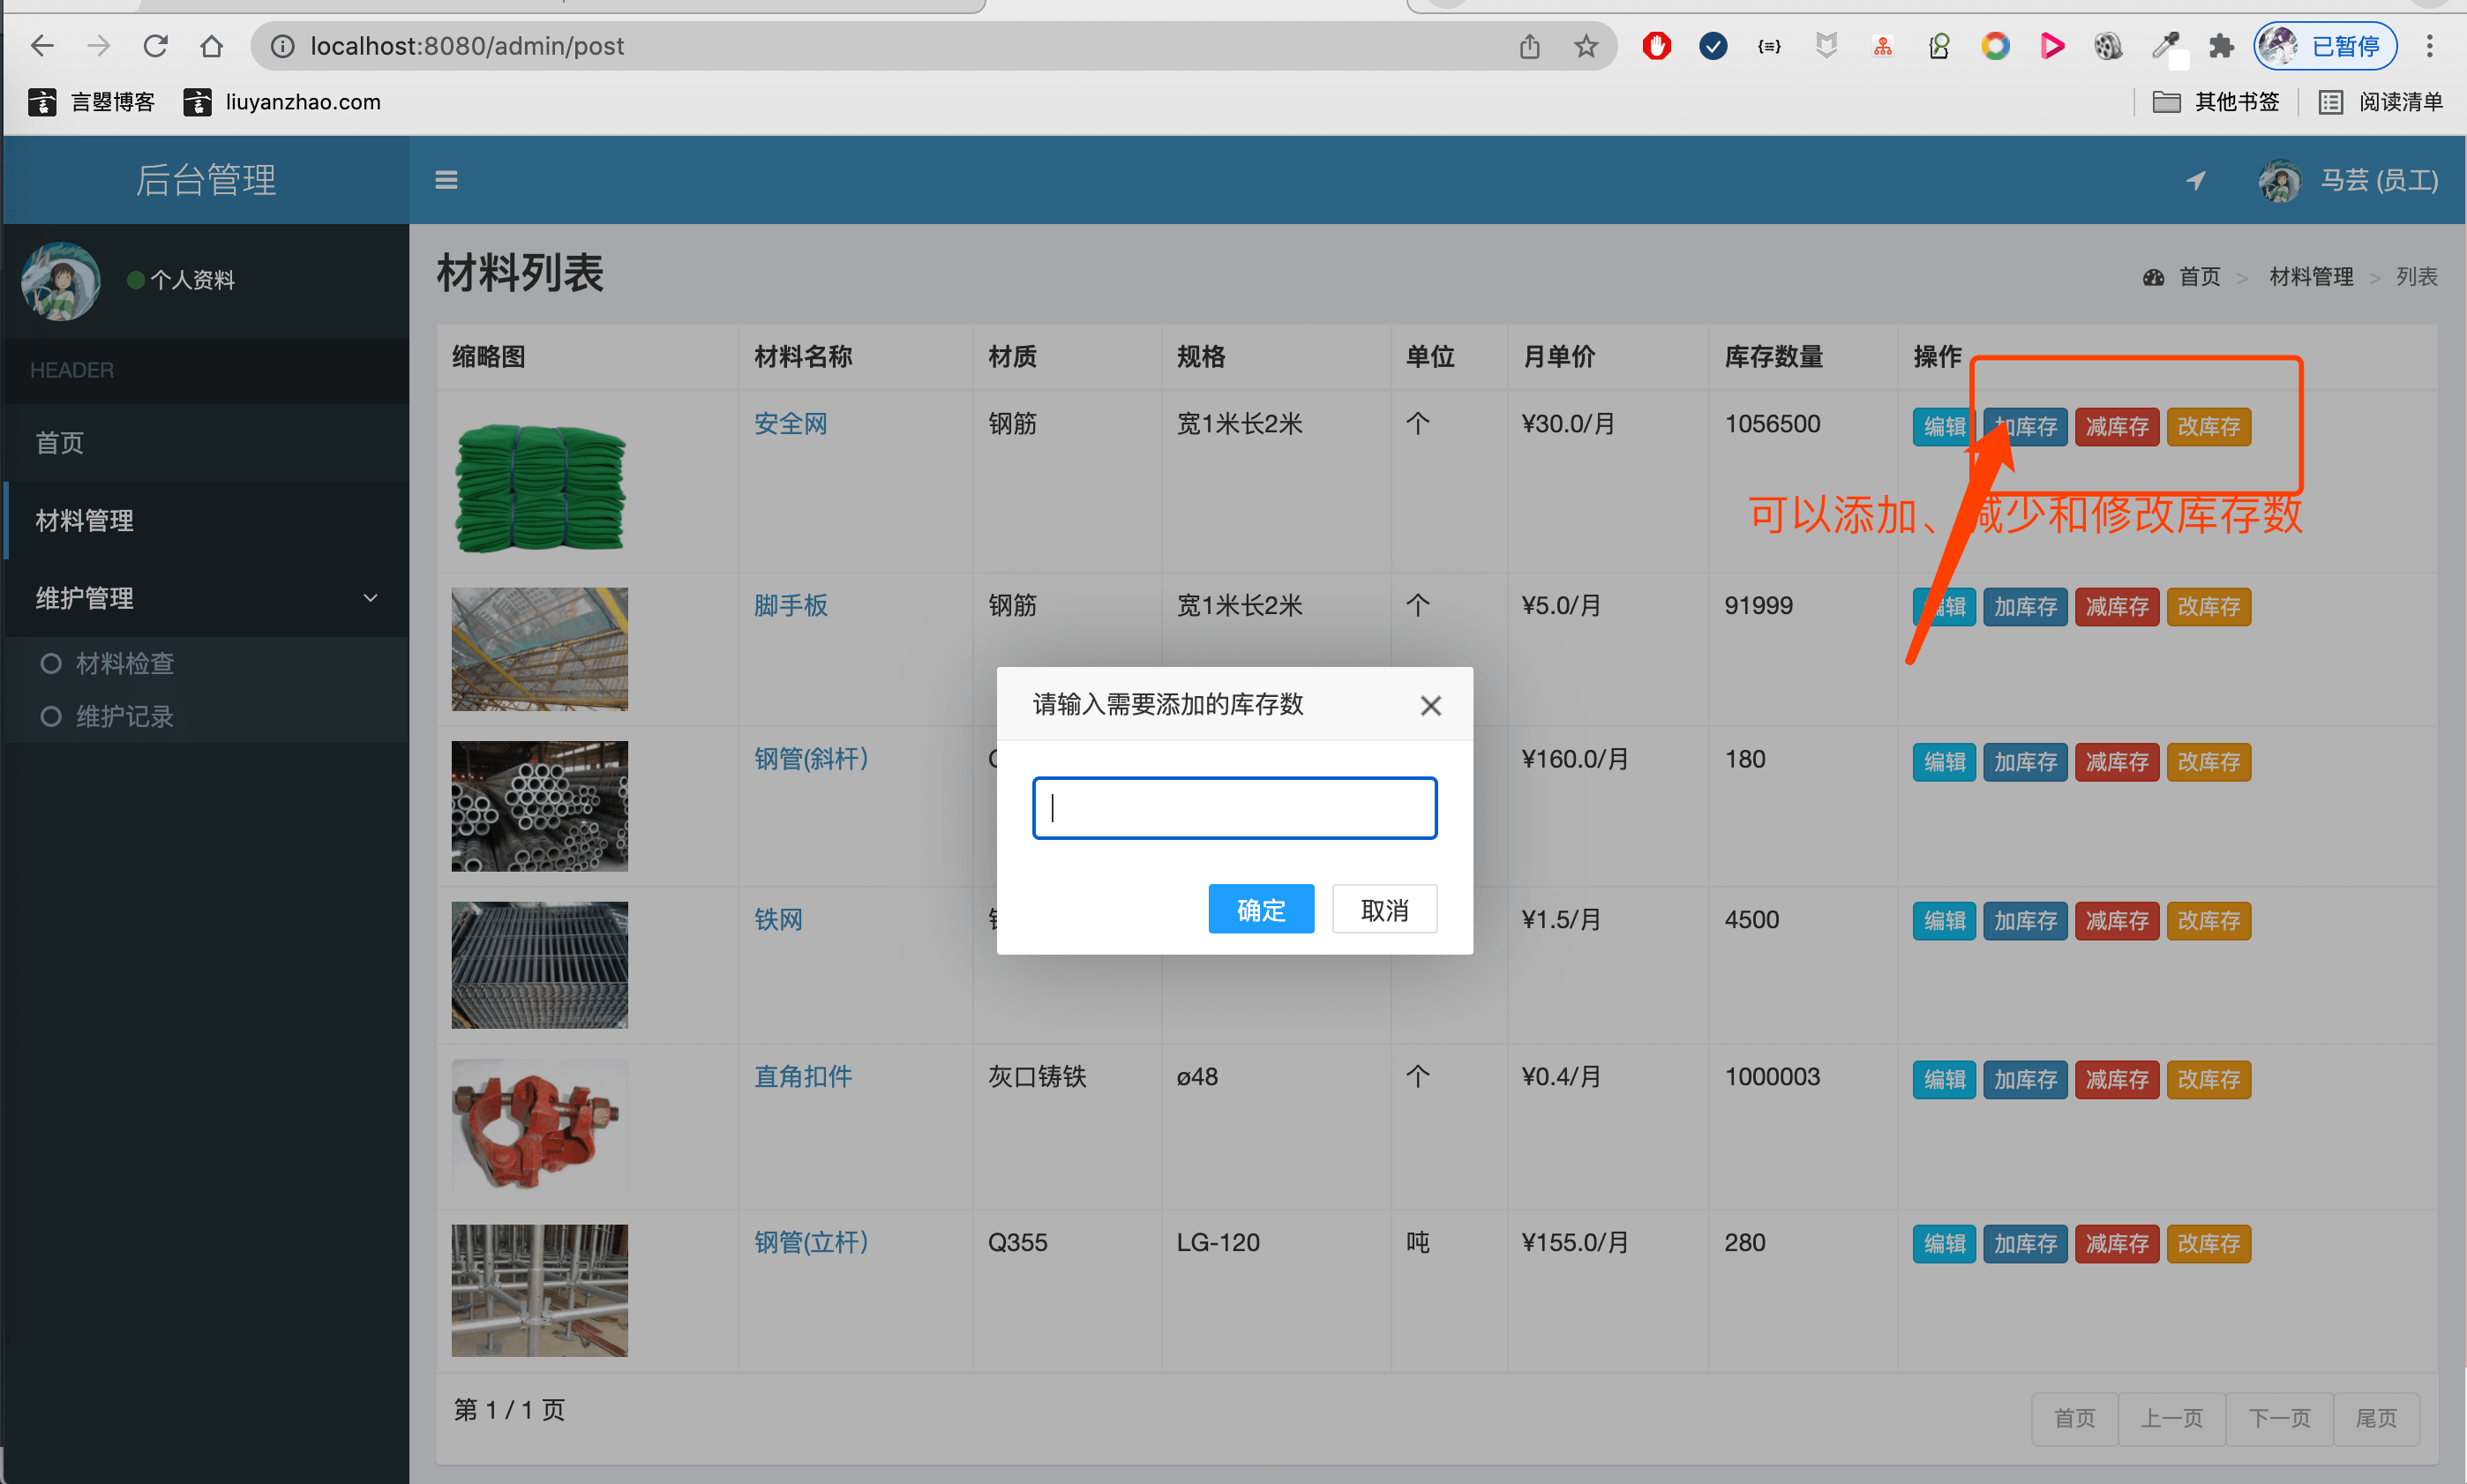 localhost:8080/admin/post
已暂停
言曌博客
liuyanzhao.com
其他书签
阅读清单
后台管理
马芸 (员工)
个人资料
HEADER
首页
材料管理
维护管理
材料检查
维护记录
材料列表
首页 > 材料管理 > 列表
缩略图 材料名称 材质 规格 单位 月单价 库存数量 操作
安全网 钢筋 宽1米长2米 个 ¥30.0/月 1056500 编辑 加库存 减库存 改库存
可以添加、减少和修改库存数
脚手板 钢筋 宽1米长2米 个 ¥5.0/月 91999 编辑 加库存 减库存 改库存
请输入需要添加的库存数
钢管(斜杆) ¥160.0/月 180 编辑 加库存 减库存 改库存
确定 取消
铁网 ¥1.5/月 4500 编辑 加库存 减库存 改库存
直角扣件 灰口铸铁 ø48 个 ¥0.4/月 1000003 编辑 加库存 减库存 改库存
钢管(立杆) Q355 LG-120 吨 ¥155.0/月 280 编辑 加库存 减库存 改库存
第 1 / 1 页
首页 上一页 下一页 尾页